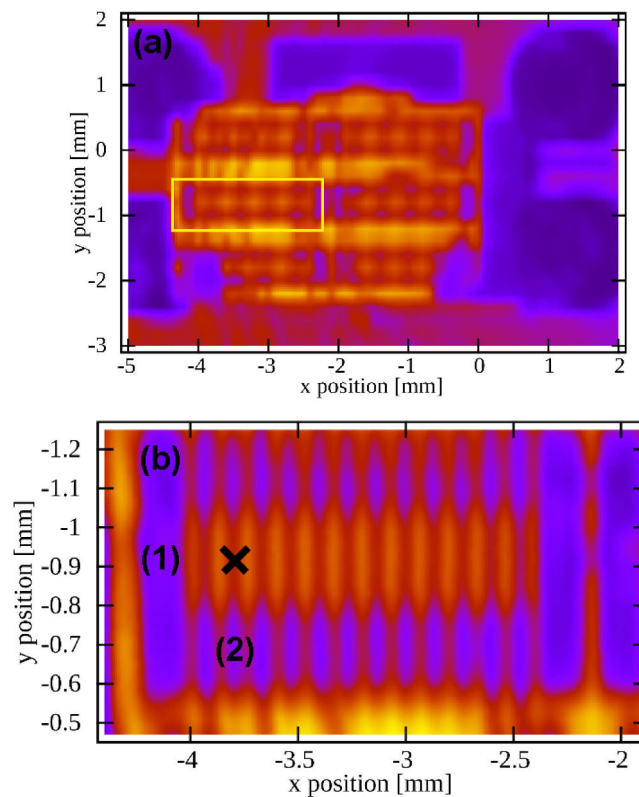 (a)
2
1
0
-1
-2
-3
y position [mm]
-5 -4 -3 -2 -1 0 1 2
x position [mm]
(b)
-1.2
-1.1
-1
-0.9
-0.8
-0.7
-0.6
-0.5
y position [mm]
(1)
(2)
-4 -3.5 -3 -2.5 -2
x position [mm]